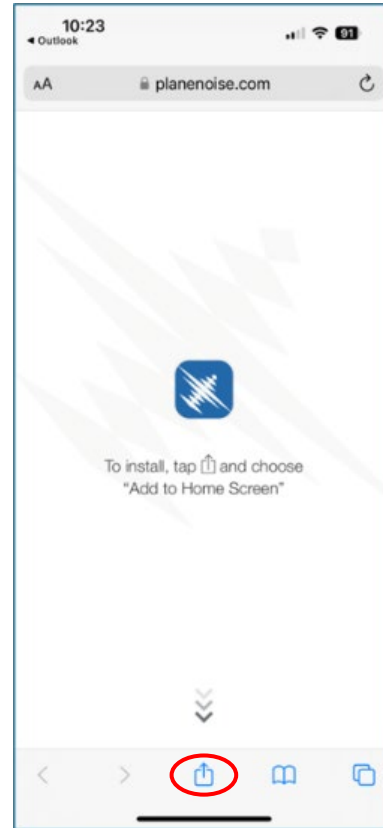 10:23
◀ Outlook
91
AA
planenoise.com
To install, tap and choose
"Add to Home Screen"